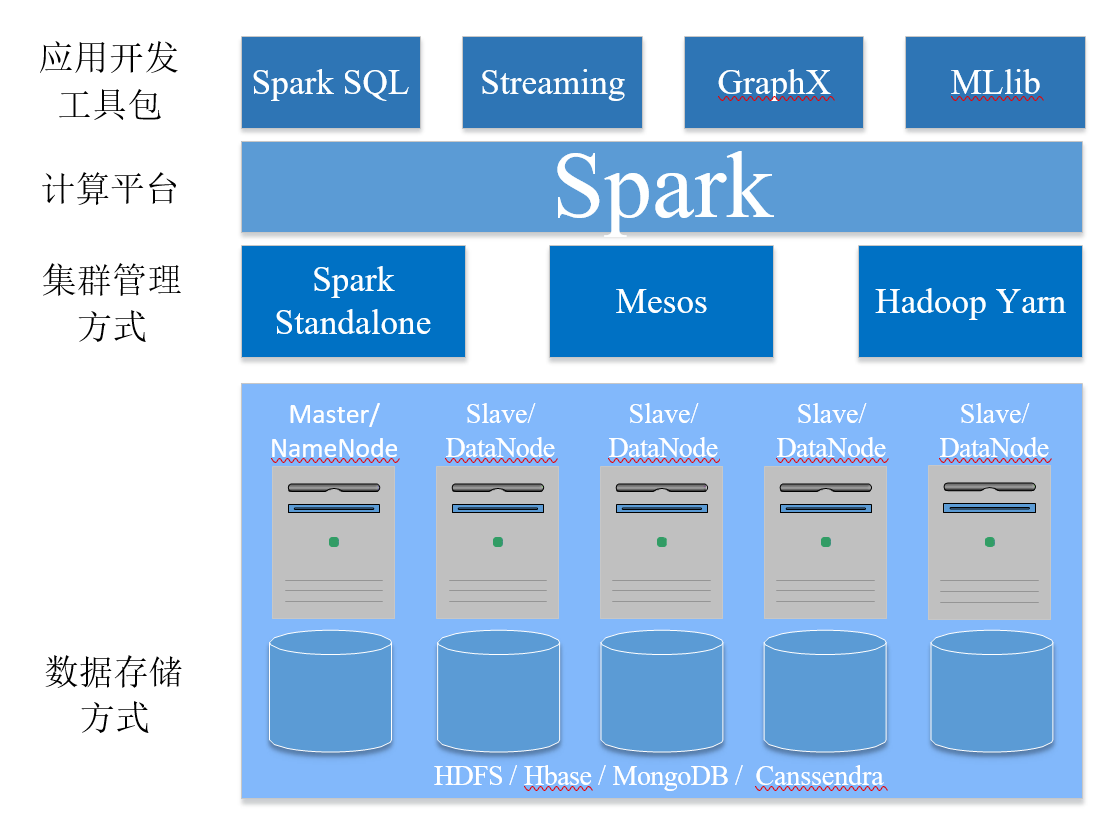 应用开发
工具包
Spark SQL
Streaming
GraphX
MLlib
计算平台
Spark
集群管理
方式
Spark
Standalone
Mesos
Hadoop Yarn
Master/
NameNode
Slave/
DataNode
Slave/
DataNode
Slave/
DataNode
Slave/
DataNode
数据存储
方式
HDFS / Hbase / MongoDB / Canssendra